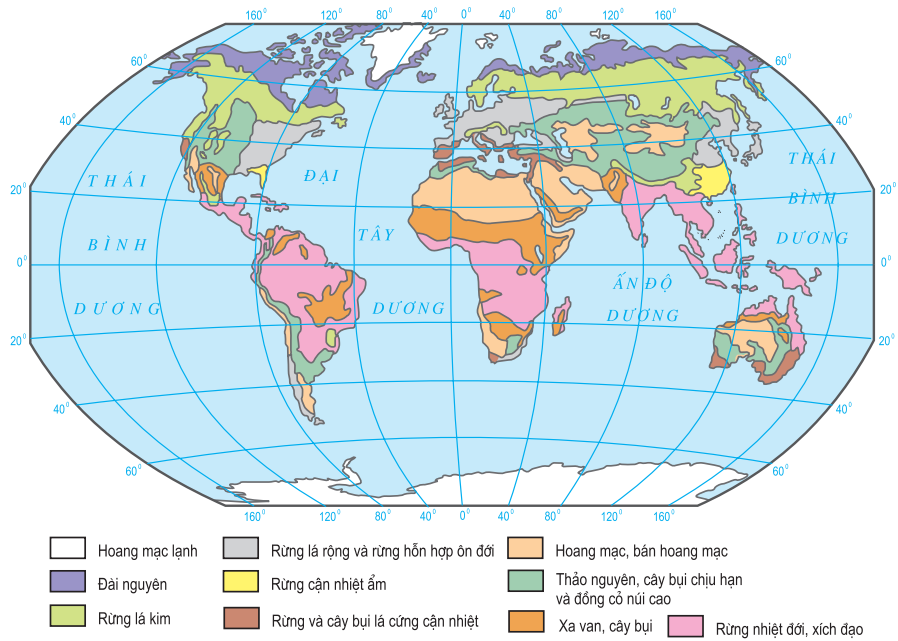 160° 120° 80° 40° 0° 40° 80° 120° 160°
60° 60°
40° 40°
THÁI ĐẠI THÁI
20° 20°
BÌNH
BÌNH TÂY DƯƠNG
0° 0°
ẤN ĐỘ
DƯƠNG DƯƠNG DƯƠNG
20° 20°
40° 40°
60° 60°
160° 120° 80° 40° 0° 40° 80° 120° 160°
Hoang mạc lạnh
Đài nguyên
Rừng lá kim
Rừng lá rộng và rừng hỗn hợp ôn đới
Rừng cận nhiệt ẩm
Rừng và cây bụi lá cứng cận nhiệt
Hoang mạc, bán hoang mạc
Thảo nguyên, cây bụi chịu hạn
và đồng cỏ núi cao
Xa van, cây bụi
Rừng nhiệt đới, xích đạo